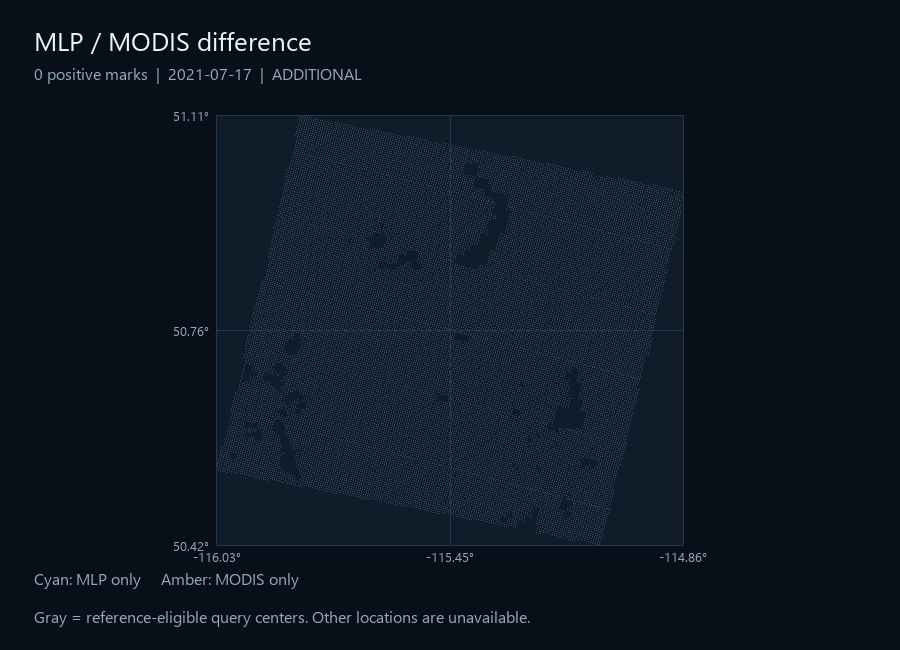 MLP / MODIS difference
0 positive marks | 2021-07-17 | ADDITIONAL
51.11°
50.76°
50.42°
-116.03° -115.45° -114.86°
Cyan: MLP only Amber: MODIS only
Gray = reference-eligible query centers. Other locations are unavailable.